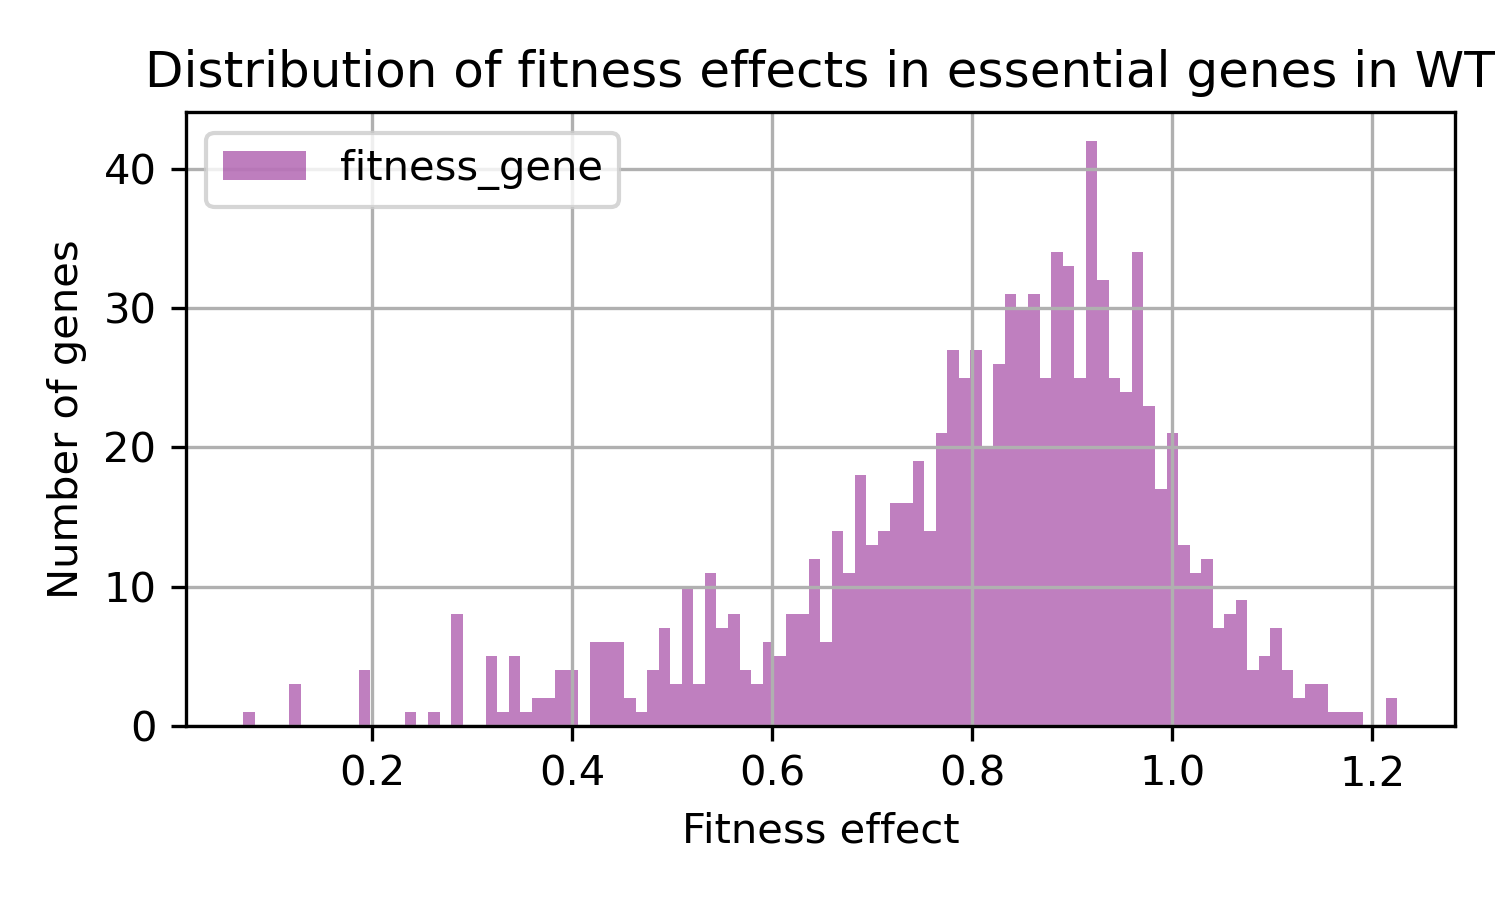 Distribution of fitness effects in essential genes in WT
fitness_gene
Number of genes
40
30
20
10
0
0.2 0.4 0.6 0.8 1.0 1.2
Fitness effect